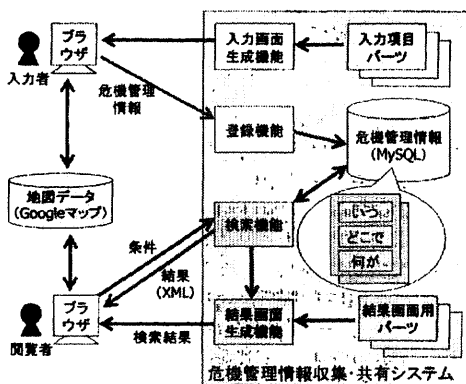 ブラ
ウザ
入力者
入力画面
生成機能
入力項目
パーツ
危機管理
情報
登録機能
危機管理情報
(MySQL)
地図データ
(Googleマップ)
いつ
どこで
何が
条件
検索機能
結果
(XML)
ブラ
ウザ
閲覧者
検索結果
結果画面
生成機能
結果画面用
パーツ
危機管理情報収集・共有システム